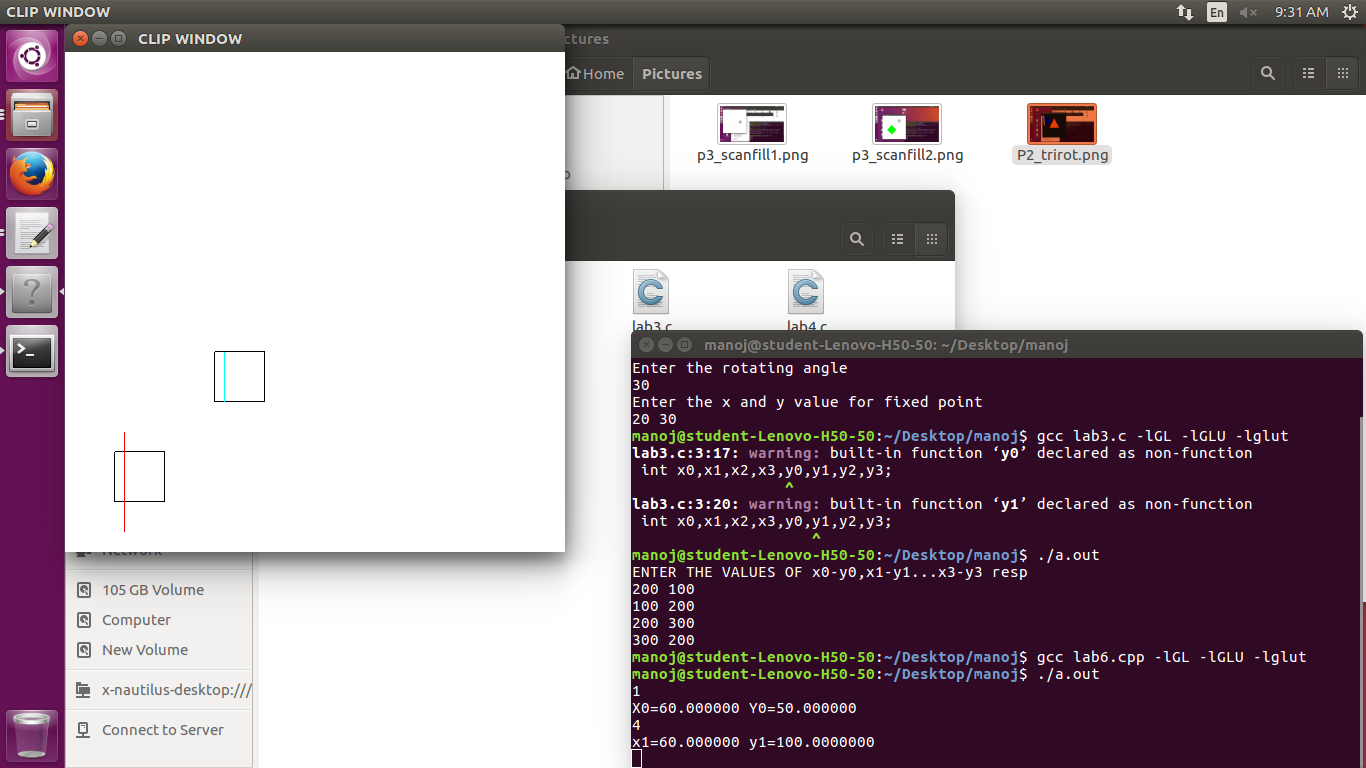 CLIP WINDOW
En
9:31 AM
CLIP WINDOW
ctures
Home
Pictures
p3_scanfill1.png
p3_scanfill2.png
P2_trirot.png
lab3.c
lab4.c
Network
105 GB Volume
Computer
New Volume
x-nautilus-desktop:///
Connect to Server
manoj@student-Lenovo-H50-50: ~/Desktop/manoj
Enter the rotating angle
30
Enter the x and y value for fixed point
20 30
manoj@student-Lenovo-H50-50:~/Desktop/manoj$ gcc lab3.c -lGL -lGLU -lglut
lab3.c:3:17: warning: built-in function ‘y0’ declared as non-function
int x0,x1,x2,x3,y0,y1,y2,y3;
^
lab3.c:3:20: warning: built-in function ‘y1’ declared as non-function
int x0,x1,x2,x3,y0,y1,y2,y3;
^
manoj@student-Lenovo-H50-50:~/Desktop/manoj$ ./a.out
ENTER THE VALUES OF x0-y0,x1-y1...x3-y3 resp
200 100
100 200
200 300
300 200
manoj@student-Lenovo-H50-50:~/Desktop/manoj$ gcc lab6.cpp -lGL -lGLU -lglut
manoj@student-Lenovo-H50-50:~/Desktop/manoj$ ./a.out
1
X0=60.000000 Y0=50.000000
4
x1=60.000000 y1=100.0000000